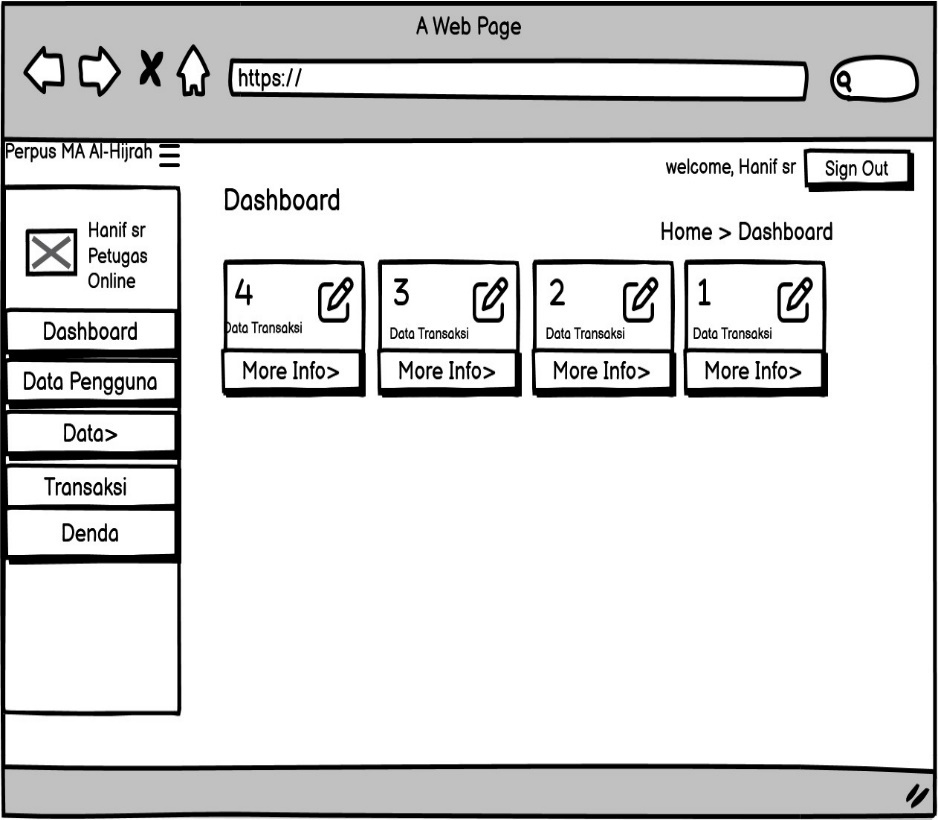 A Web Page
https://
Perpus MA Al-Hijrah
welcome, Hanif sr
Sign Out
Dashboard
Home > Dashboard
Hanif sr
Petugas
Online
Dashboard
Data Pengguna
Data>
Transaksi
Denda
4
Data Transaksi
More Info>
3
Data Transaksi
More Info>
2
Data Transaksi
More Info>
1
Data Transaksi
More Info>